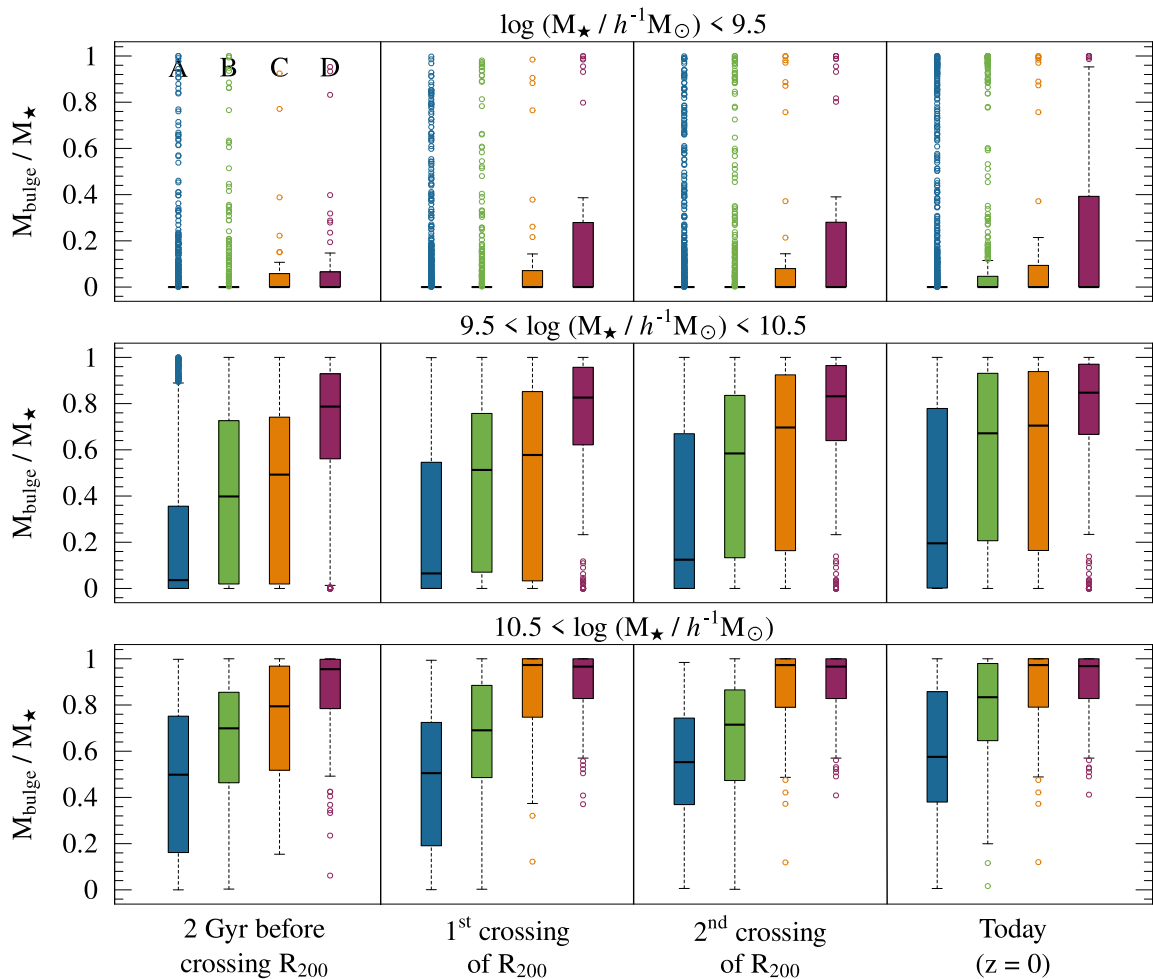 log (M★ / h⁻¹M⊙) < 9.5
A B C D
1
0.8
0.6
0.4
0.2
0
M_bulge / M★
9.5 < log (M★ / h⁻¹M⊙) < 10.5
1
0.8
0.6
0.4
0.2
0
M_bulge / M★
10.5 < log (M★ / h⁻¹M⊙)
1
0.8
0.6
0.4
0.2
0
M_bulge / M★
2 Gyr before
crossing R₂₀₀
1ˢᵗ crossing
of R₂₀₀
2ⁿᵈ crossing
of R₂₀₀
Today
(z = 0)